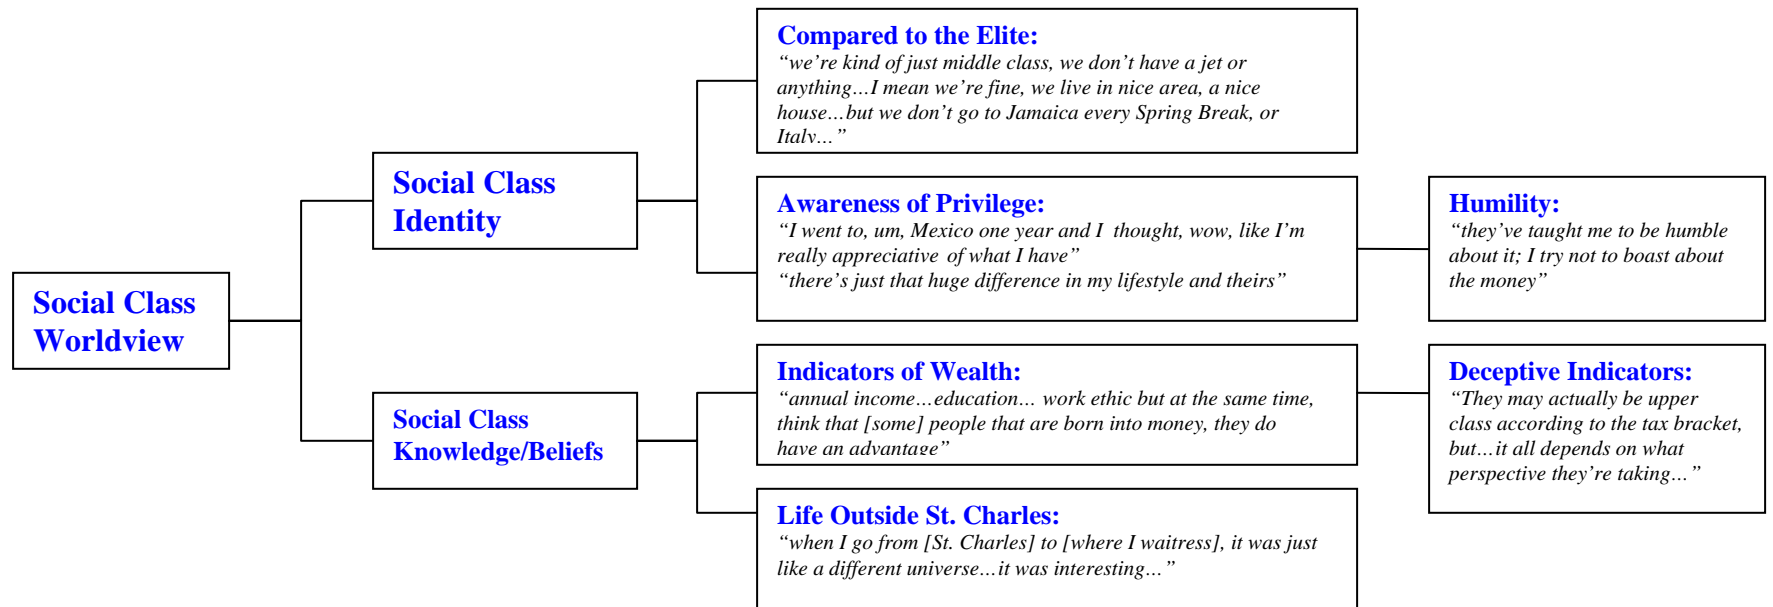 Social Class
Worldview
Social Class
Identity
Social Class
Knowledge/Beliefs
Compared to the Elite:
“we’re kind of just middle class, we don’t have a jet or
anything…I mean we’re fine, we live in nice area, a nice
house…but we don’t go to Jamaica every Spring Break, or
Italy…”
Awareness of Privilege:
“I went to, um, Mexico one year and I thought, wow, like I’m
really appreciative of what I have”
“there’s just that huge difference in my lifestyle and theirs”
Humility:
“they’ve taught me to be humble
about it; I try not to boast about
the money”
Indicators of Wealth:
“annual income…education… work ethic but at the same time,
think that [some] people that are born into money, they do
have an advantage”
Deceptive Indicators:
“They may actually be upper
class according to the tax bracket,
but…it all depends on what
perspective they’re taking…”
Life Outside St. Charles:
“when I go from [St. Charles] to [where I waitress], it was just
like a different universe…it was interesting…”